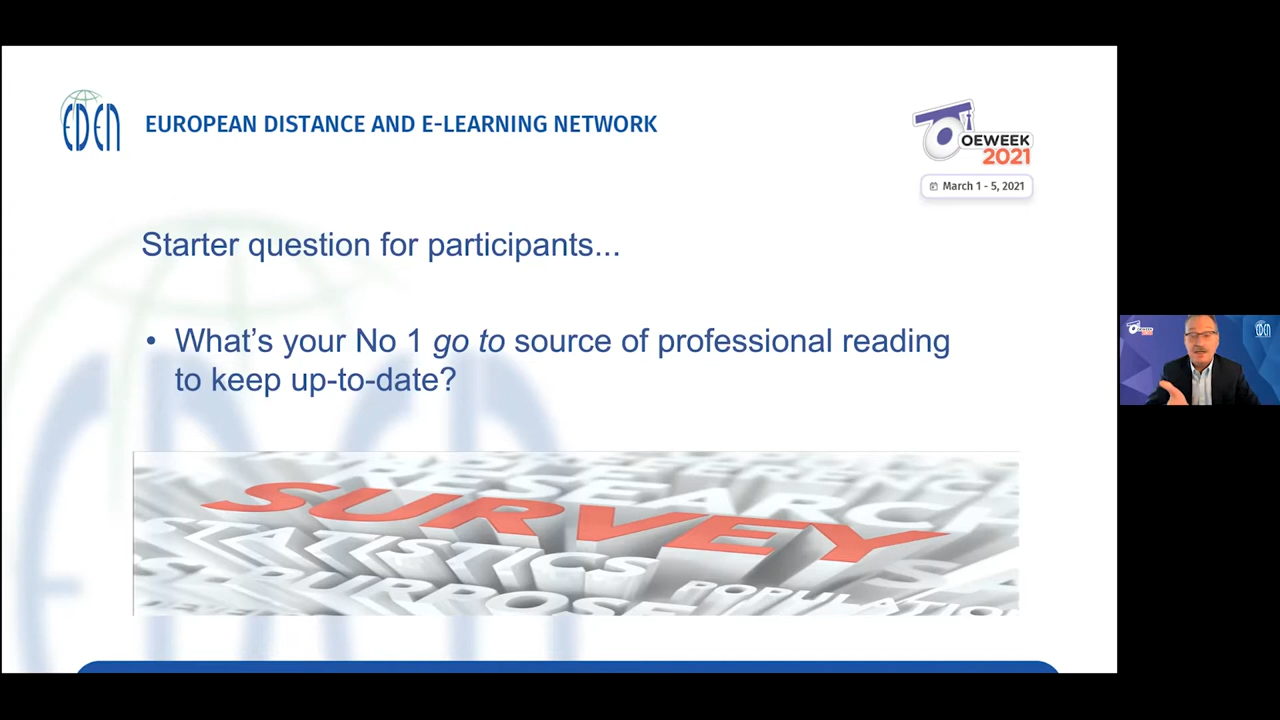 EDEN
EUROPEAN DISTANCE AND E-LEARNING NETWORK
OEWEEK
2021
March 1 - 5, 2021
Starter question for participants...
• What's your No 1 go to source of professional reading
to keep up-to-date?
RESEARCH
SURVEY
STATISTICS
POPULATION
PURPOSE
EDEN